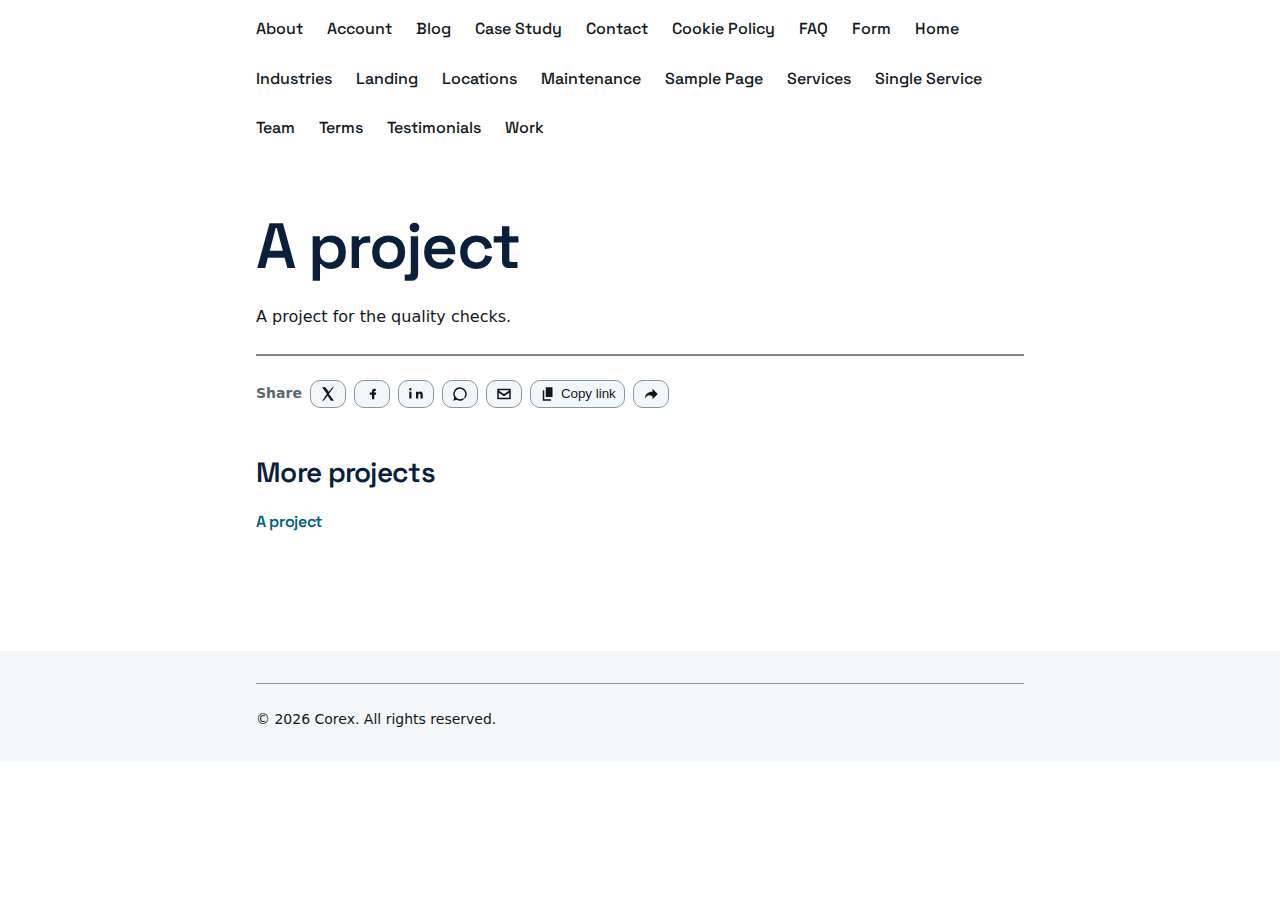 About Account Blog Case Study Contact Cookie Policy FAQ Form Home
Industries Landing Locations Maintenance Sample Page Services Single Service
Team Terms Testimonials Work
A project
A project for the quality checks.
Share Copy link
More projects
A project
© 2026 Corex. All rights reserved.